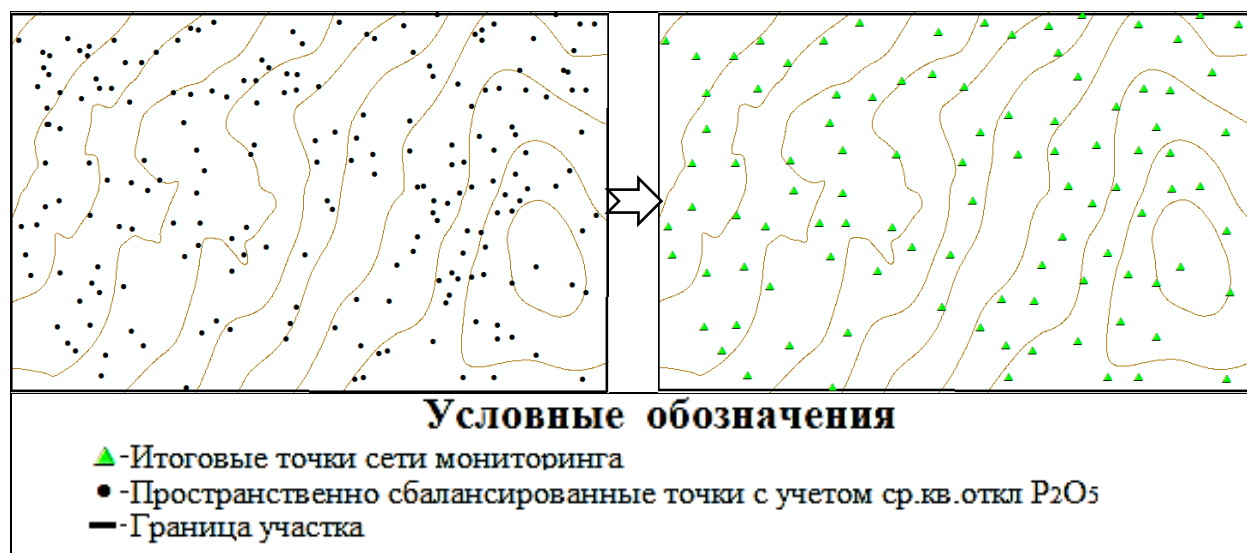 Условные обозначения
-Итоговые точки сети мониторинга
-Пространственно сбалансированные точки с учетом ср.кв.откл P2O5
-Граница участка